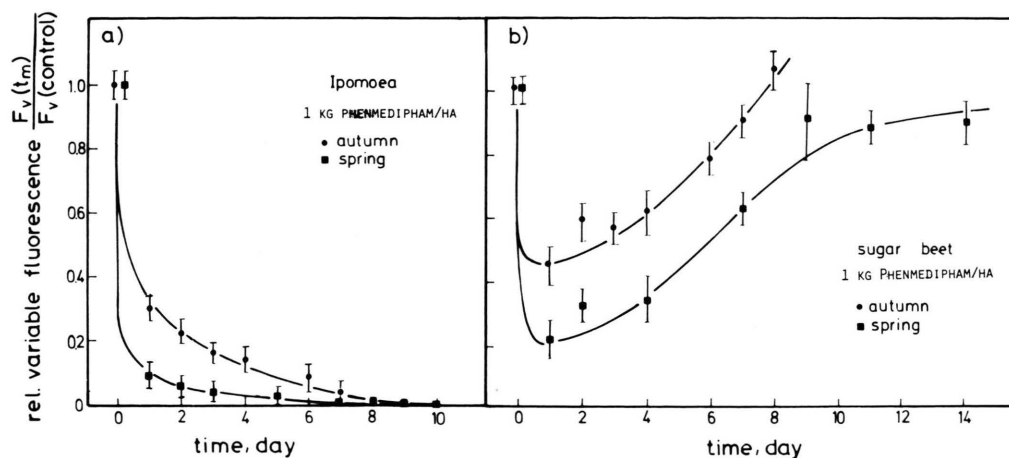 rel. variable fluorescence
F_v(t_m)
F_v(control)
a)
Ipomoea
1 KG PHENMEDIPHAM/HA
autumn
spring
1.0
0.8
0.6
0.4
0.2
0
0 2 4 6 8 10
time, day
b)
sugar beet
1 KG PHENMEDIPHAM/HA
autumn
spring
0 2 4 6 8 10 12 14
time, day